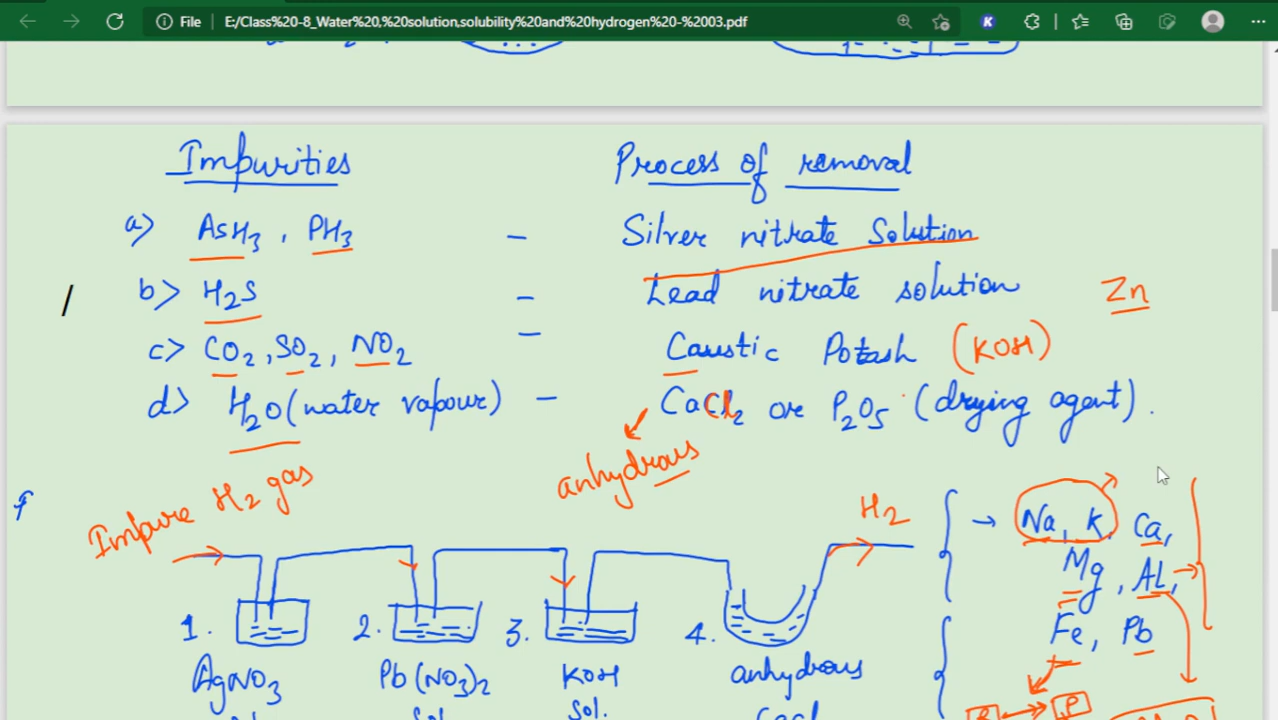 File E:/Class%20-8_Water%20,%20solution,solubility%20and%20hydrogen%20-%2003.pdf
Impurities
Process of removal
a) AsH3, PH3 - Silver nitrate Solution
b> H2S - Lead nitrate solution
Zn
c> CO2, SO2, NO2 - Caustic Potash (KOH)
d> H2O (water vapour) - CaCl2 or P2O5 (drying agent).
anhydrous
Impure H2 gas
H2
Na, K, Ca,
Mg, Al,
Fe, Pb
1. 2. 3. 4.
AgNO3 Pb(NO3)2 KOH anhydrous
Sol.
P